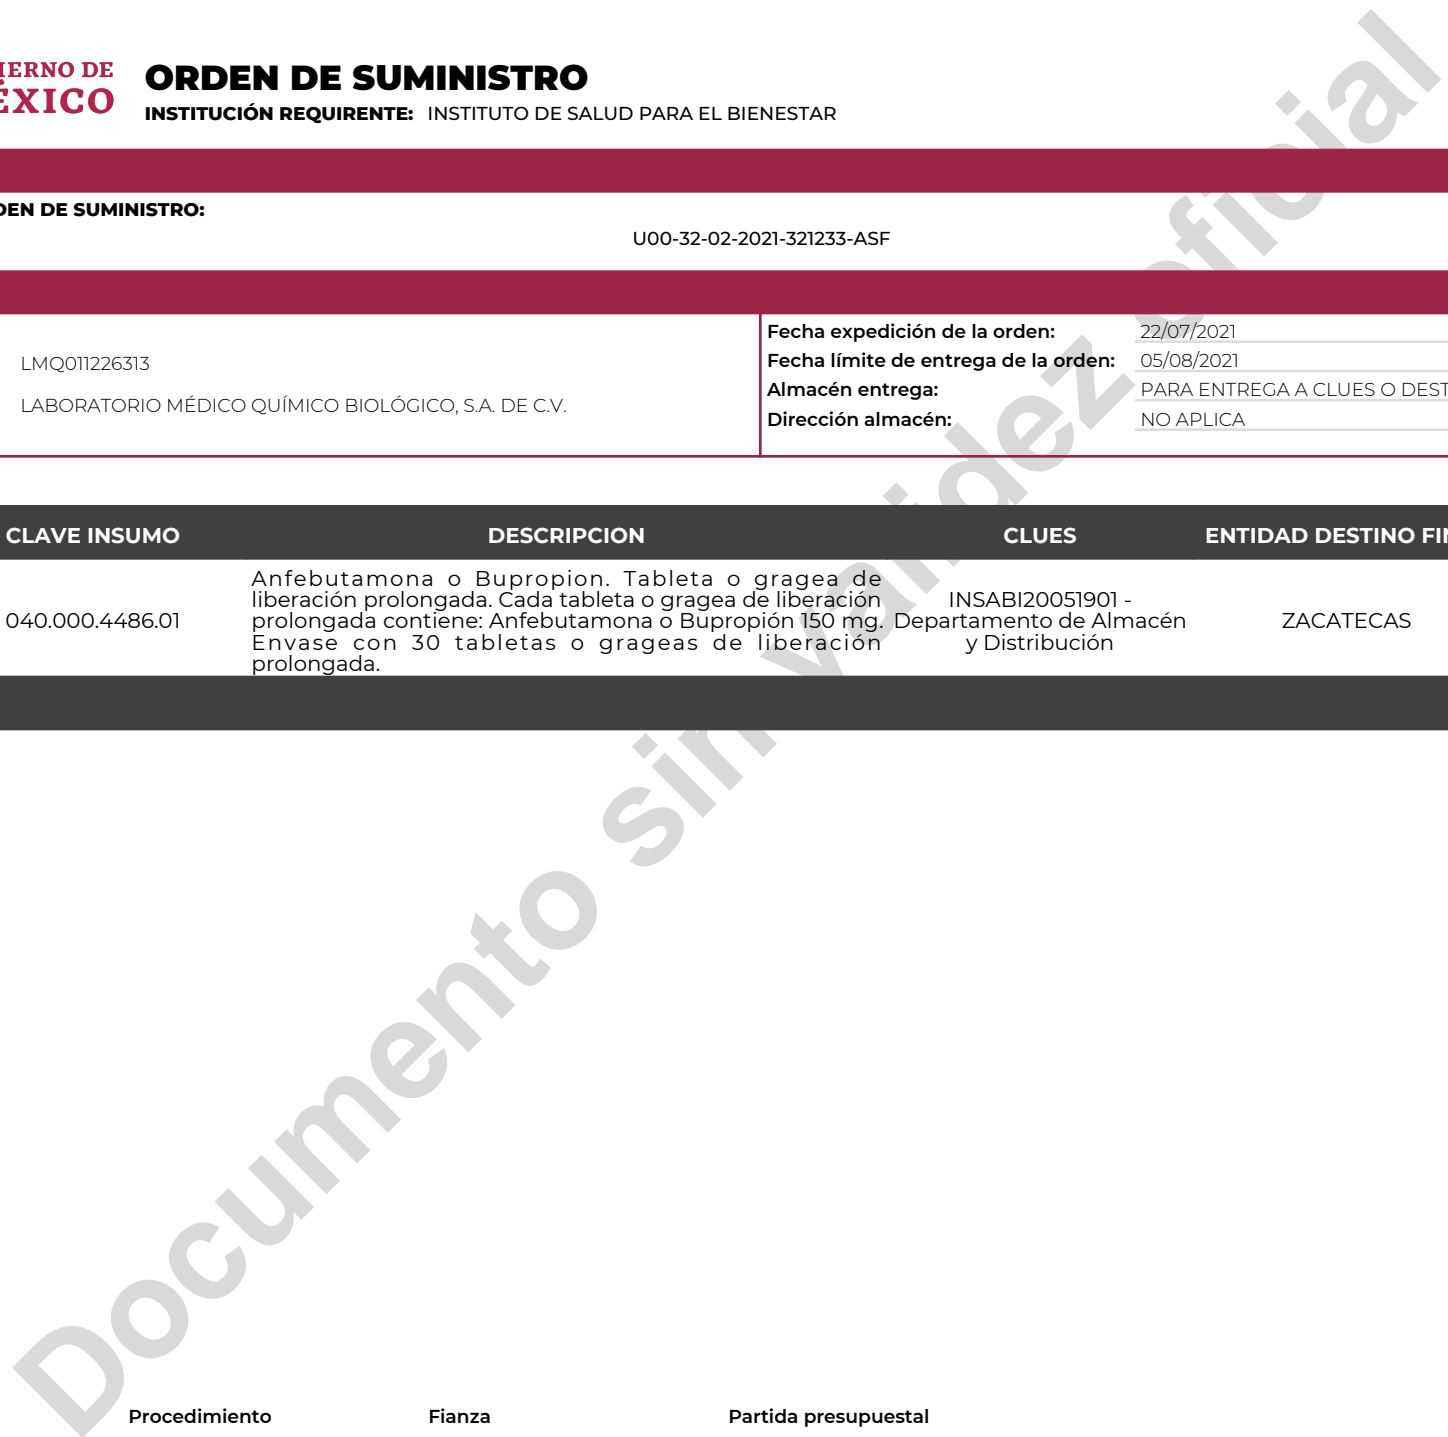 IERNO DE
ÉXICO
ORDEN DE SUMINISTRO
INSTITUCIÓN REQUIRENTE: INSTITUTO DE SALUD PARA EL BIENESTAR
DEN DE SUMINISTRO:
U00-32-02-2021-321233-ASF
LMQ011226313
LABORATORIO MÉDICO QUÍMICO BIOLÓGICO, S.A. DE C.V.
Fecha expedición de la orden: 22/07/2021
Fecha límite de entrega de la orden: 05/08/2021
Almacén entrega: PARA ENTREGA A CLUES O DEST
Dirección almacén: NO APLICA
CLAVE INSUMO DESCRIPCION CLUES ENTIDAD DESTINO FIN
040.000.4486.01
Anfebutamona o Bupropion. Tableta o gragea de
liberación prolongada. Cada tableta o gragea de liberación
prolongada contiene: Anfebutamona o Bupropión 150 mg.
Envase con 30 tabletas o grageas de liberación
prolongada.
INSABI20051901 -
Departamento de Almacén
y Distribución
ZACATECAS
Documento sin validez oficial
Procedimiento Fianza Partida presupuestal